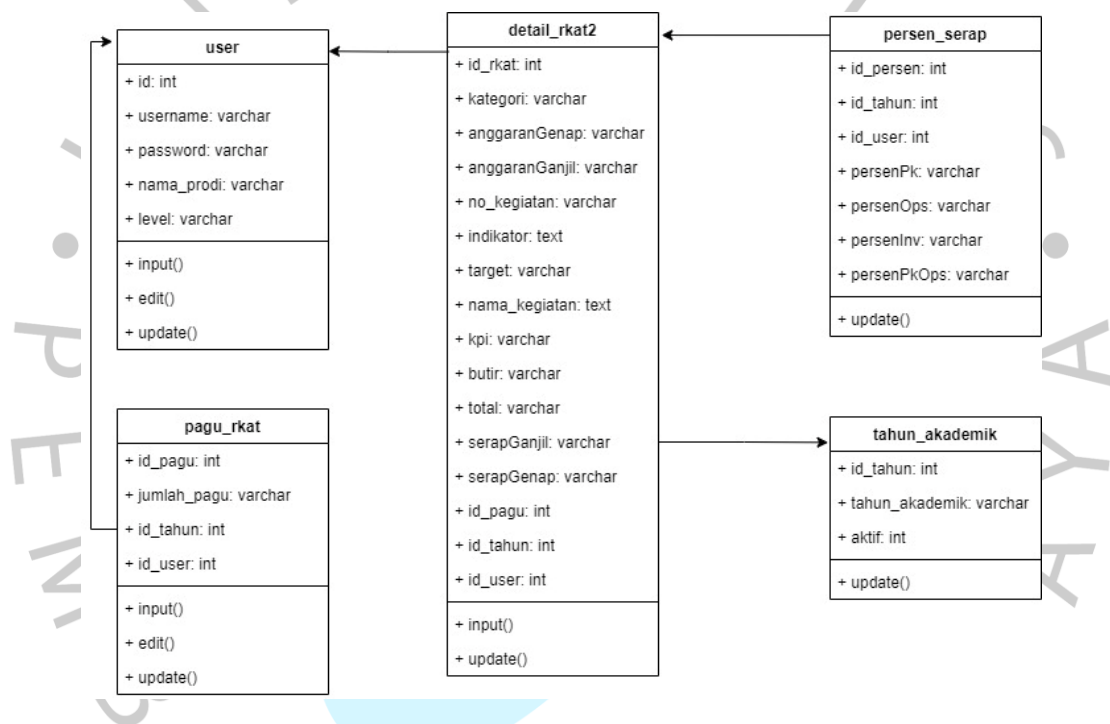 user
+ id: int
+ username: varchar
+ password: varchar
+ nama_prodi: varchar
+ level: varchar
+ input()
+ edit()
+ update()
pagu_rkat
+ id_pagu: int
+ jumlah_pagu: varchar
+ id_tahun: int
+ id_user: int
+ input()
+ edit()
+ update()
detail_rkat2
+ id_rkat: int
+ kategori: varchar
+ anggaranGenap: varchar
+ anggaranGanjil: varchar
+ no_kegiatan: varchar
+ indikator: text
+ target: varchar
+ nama_kegiatan: text
+ kpi: varchar
+ butir: varchar
+ total: varchar
+ serapGanjil: varchar
+ serapGenap: varchar
+ id_pagu: int
+ id_tahun: int
+ id_user: int
+ input()
+ update()
persen_serap
+ id_persen: int
+ id_tahun: int
+ id_user: int
+ persenPk: varchar
+ persenOps: varchar
+ persenInv: varchar
+ persenPkOps: varchar
+ update()
tahun_akademik
+ id_tahun: int
+ tahun_akademik: varchar
+ aktif: int
+ update()